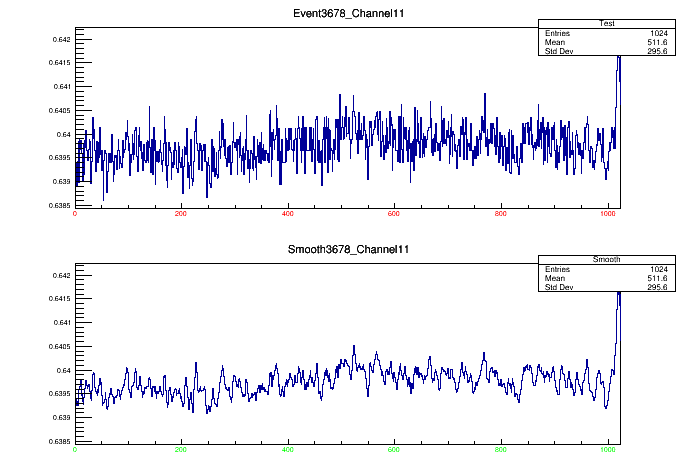 Event3678_Channel11
Test
Entries 1024
Mean 511.6
Std Dev 295.6
0.642
0.6415
0.641
0.6405
0.64
0.6395
0.639
0.6385
0 200 400 600 800 1000
Smooth3678_Channel11
Smooth
Entries 1024
Mean 511.6
Std Dev 295.6
0.642
0.6415
0.641
0.6405
0.64
0.6395
0.639
0.6385
0 200 400 600 800 1000